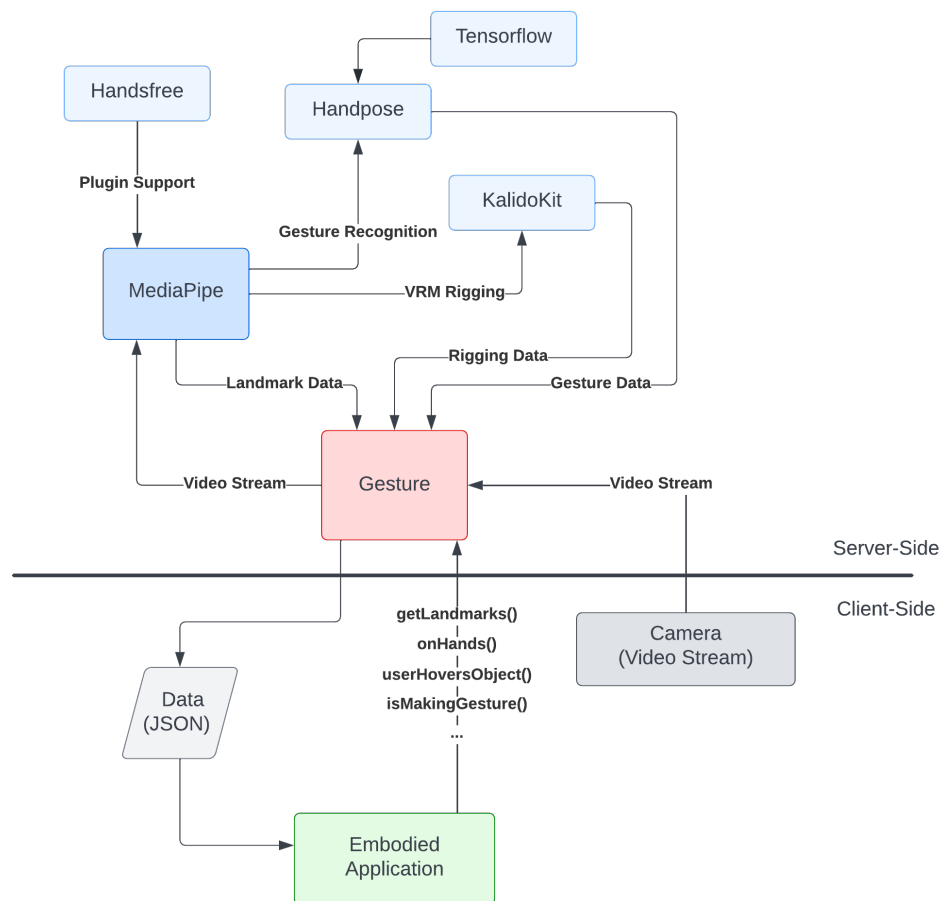 Tensorflow
Handsfree
Handpose
Plugin Support
KalidoKit
Gesture Recognition
MediaPipe
VRM Rigging
Rigging Data
Landmark Data
Gesture Data
Video Stream
Gesture
Video Stream
Server-Side
Client-Side
getLandmarks()
onHands()
userHoversObject()
isMakingGesture()
...
Camera
(Video Stream)
Data
(JSON)
Embodied
Application